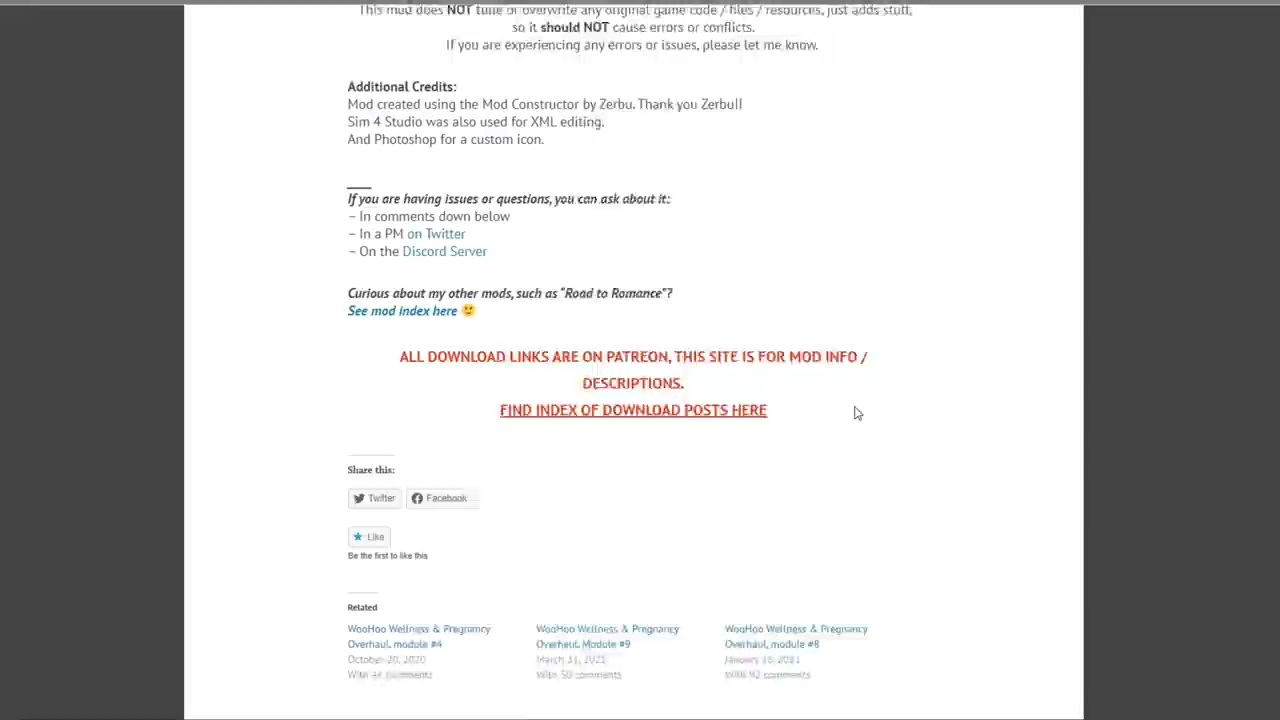 This mod does NOT tune or overwrite any original game code / files / resources, just adds stuff,
so it should NOT cause errors or conflicts.
If you are experiencing any errors or issues, please let me know.
Additional Credits:
Mod created using the Mod Constructor by Zerbu. Thank you Zerbu!!
Sim 4 Studio was also used for XML editing.
And Photoshop for a custom icon.
If you are having issues or questions, you can ask about it:
– In comments down below
– In a PM on Twitter
– On the Discord Server
Curious about my other mods, such as "Road to Romance"?
See mod index here 🙂
ALL DOWNLOAD LINKS ARE ON PATREON, THIS SITE IS FOR MOD INFO /
DESCRIPTIONS.
FIND INDEX OF DOWNLOAD POSTS HERE
Share this:
Twitter Facebook
Like
Be the first to like this
Related
WooHoo Wellness & Pregnancy WooHoo Wellness & Pregnancy WooHoo Wellness & Pregnancy
Overhaul, module #4 Overhaul, Module #9 Overhaul, module #8
October 20, 2020 March 31, 2021 January 2021
With comments With 50 comments With 92 comments